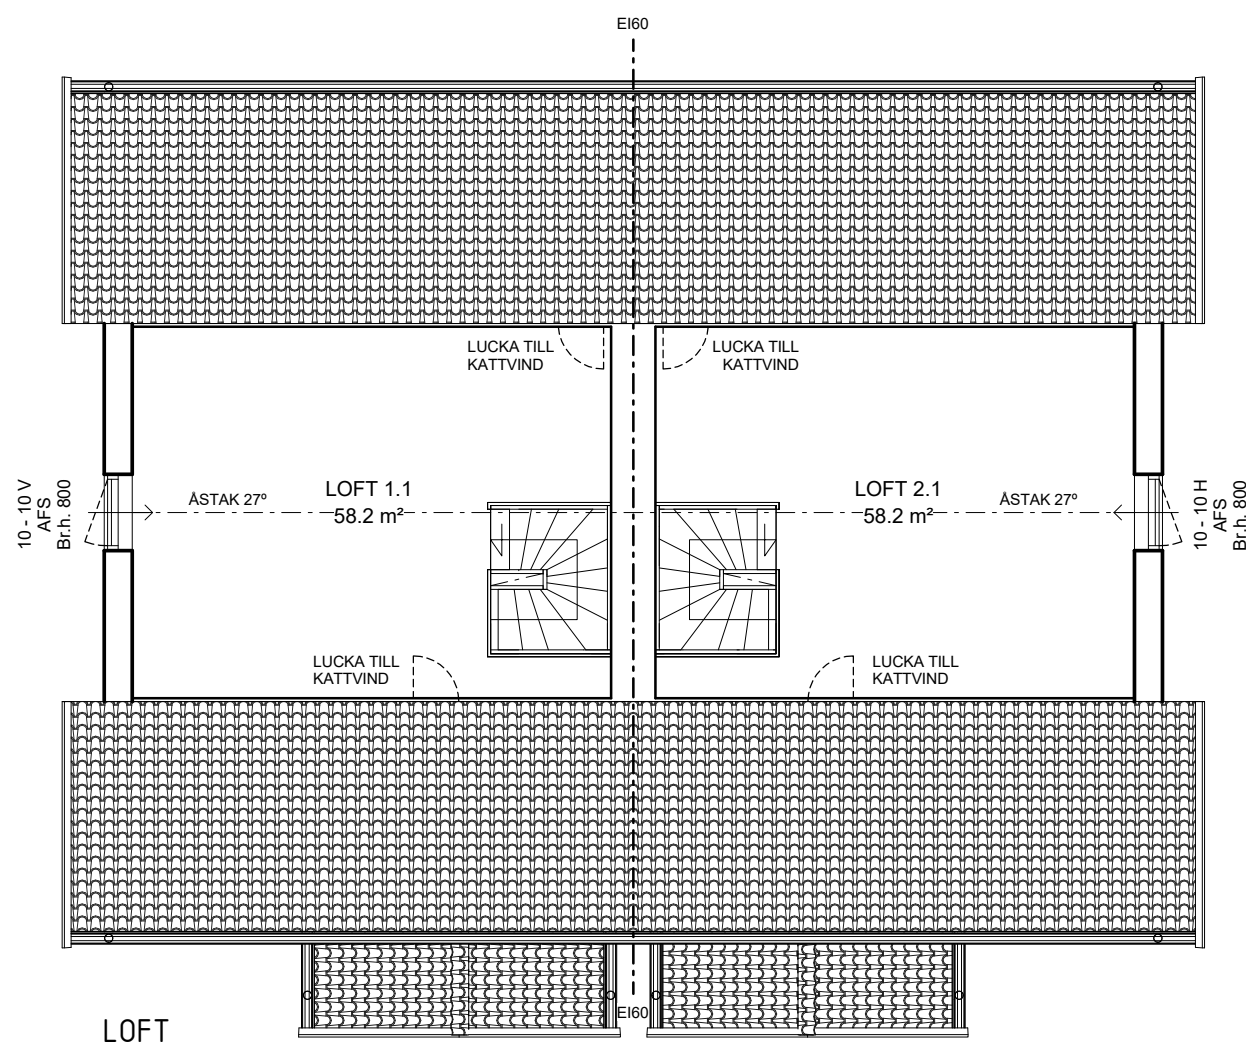 EI60
LUCKA TILL
KATTVIND
LUCKA TILL
KATTVIND
10 - 10 V
AFS
Br.h. 800
ÅSTAK 27º
LOFT 1.1
58.2 m²
LOFT 2.1
58.2 m²
ÅSTAK 27º
10 - 10 H
AFS
Br.h. 800
LUCKA TILL
KATTVIND
LUCKA TILL
KATTVIND
EI60
LOFT